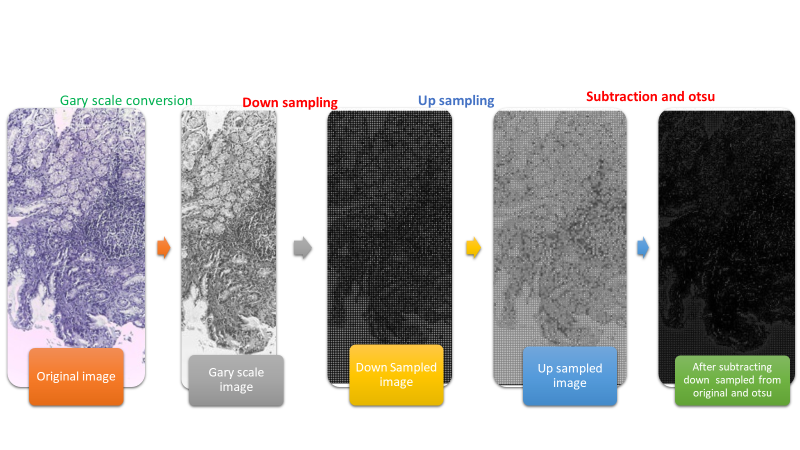 Gary scale conversion
Down sampling
Up sampling
Subtraction and otsu
Original image
Gary scale
image
Down Sampled
image
Up sampled
image
After subtracting
down sampled from
original and otsu